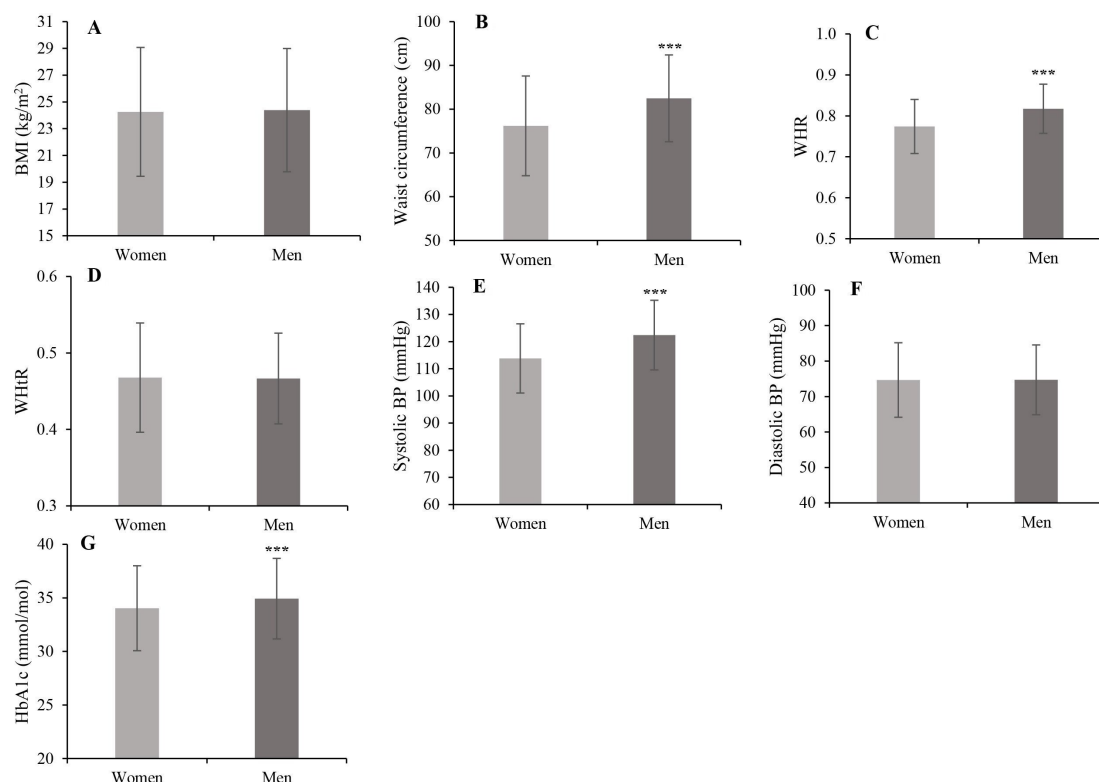 A
BMI (kg/m²)
31
29
27
25
23
21
19
17
15
Women Men
B
Waist circumference (cm)
100
90
80
70
60
50
***
Women Men
C
WHR
1.0
0.9
0.8
0.7
0.6
0.5
***
Women Men
D
WHtR
0.6
0.5
0.4
0.3
Women Men
E
Systolic BP (mmHg)
140
130
120
110
100
90
80
70
60
***
Women Men
F
Diastolic BP (mmHg)
100
90
80
70
60
50
40
Women Men
G
HbA1c (mmol/mol)
40
35
30
25
20
***
Women Men